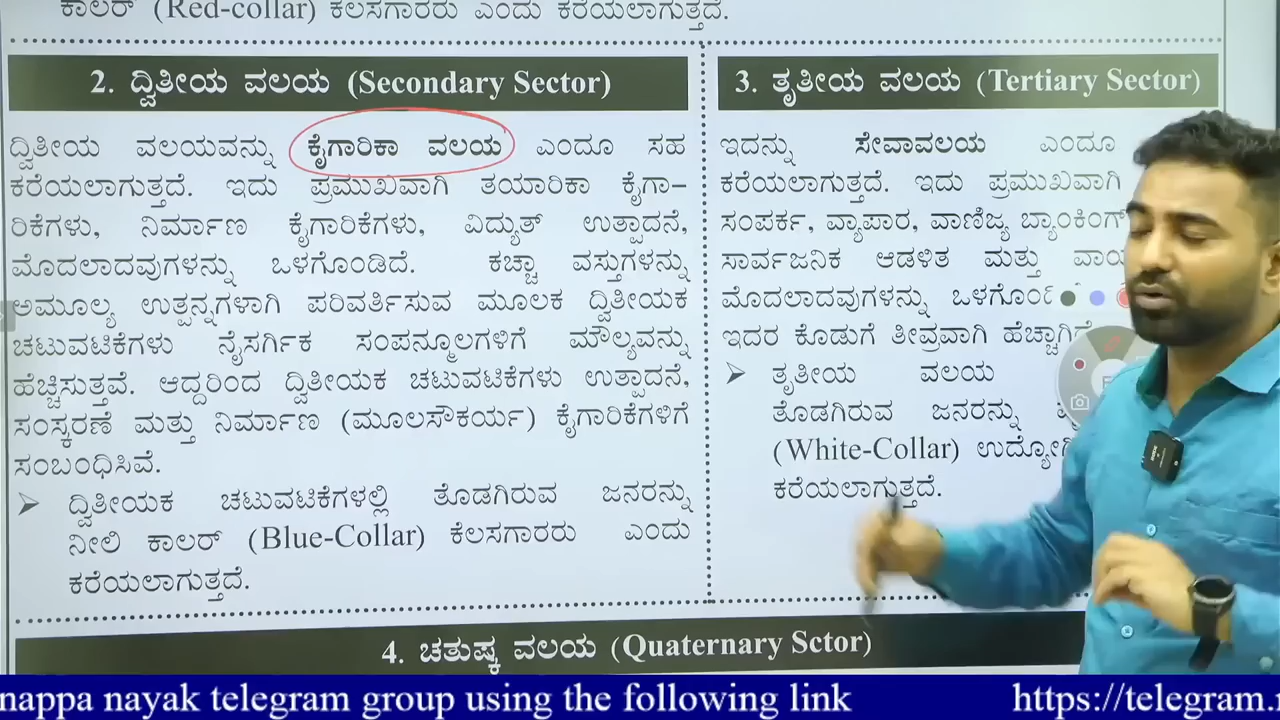 ಕಾಲರ್ (Red-collar) ಕೆಲಸಗಾರರು ಎಂದು ಕರೆಯಲಾಗುತ್ತದೆ.
2. ದ್ವಿತೀಯ ವಲಯ (Secondary Sector)
ದ್ವಿತೀಯ ವಲಯವನ್ನು ಕೈಗಾರಿಕಾ ವಲಯ ಎಂದೂ ಸಹ
ಕರೆಯಲಾಗುತ್ತದೆ. ಇದು ಪ್ರಮುಖವಾಗಿ ತಯಾರಿಕಾ ಕೈಗಾ-
ರಿಕೆಗಳು, ನಿರ್ಮಾಣ ಕೈಗಾರಿಕೆಗಳು, ವಿದ್ಯುತ್ ಉತ್ಪಾದನೆ,
ಮೊದಲಾದವುಗಳನ್ನು ಒಳಗೊಂಡಿದೆ. ಕಚ್ಚಾ ವಸ್ತುಗಳನ್ನು
ಅಮೂಲ್ಯ ಉತ್ಪನ್ನಗಳಾಗಿ ಪರಿವರ್ತಿಸುವ ಮೂಲಕ ದ್ವಿತೀಯಕ
ಚಟುವಟಿಕೆಗಳು ನೈಸರ್ಗಿಕ ಸಂಪನ್ಮೂಲಗಳಿಗೆ ಮೌಲ್ಯವನ್ನು
ಹೆಚ್ಚಿಸುತ್ತವೆ. ಆದ್ದರಿಂದ ದ್ವಿತೀಯಕ ಚಟುವಟಿಕೆಗಳು ಉತ್ಪಾದನೆ,
ಸಂಸ್ಕರಣೆ ಮತ್ತು ನಿರ್ಮಾಣ (ಮೂಲಸೌಕರ್ಯ) ಕೈಗಾರಿಕೆಗಳಿಗೆ
ಸಂಬಂಧಿಸಿವೆ.
➤ ದ್ವಿತೀಯಕ ಚಟುವಟಿಕೆಗಳಲ್ಲಿ ತೊಡಗಿರುವ ಜನರನ್ನು
ನೀಲಿ ಕಾಲರ್ (Blue-Collar) ಕೆಲಸಗಾರರು ಎಂದು
ಕರೆಯಲಾಗುತ್ತದೆ.
3. ತೃತೀಯ ವಲಯ (Tertiary Sector)
ಇದನ್ನು ಸೇವಾವಲಯ ಎಂದೂ
ಕರೆಯಲಾಗುತ್ತದೆ. ಇದು ಪ್ರಮುಖವಾಗಿ
ಸಂಪರ್ಕ, ವ್ಯಾಪಾರ, ವಾಣಿಜ್ಯ ಬ್ಯಾಂಕಿಂಗ್
ಸಾರ್ವಜನಿಕ ಆಡಳಿತ ಮತ್ತು
ಮೊದಲಾದವುಗಳನ್ನು
ಇದರ ಕೊಡುಗೆ ತೀವ್ರವಾಗಿ
➤ ತೃತೀಯ ವಲಯ
ತೊಡಗಿರುವ ಜನರನ್ನು
(White-Collar)
ಕರೆಯಲಾಗುತ್ತದೆ.
4. ಚತುಷ್ಕ ವಲಯ (Quaternary Sctor)
nappa nayak telegram group using the following link https://telegram.